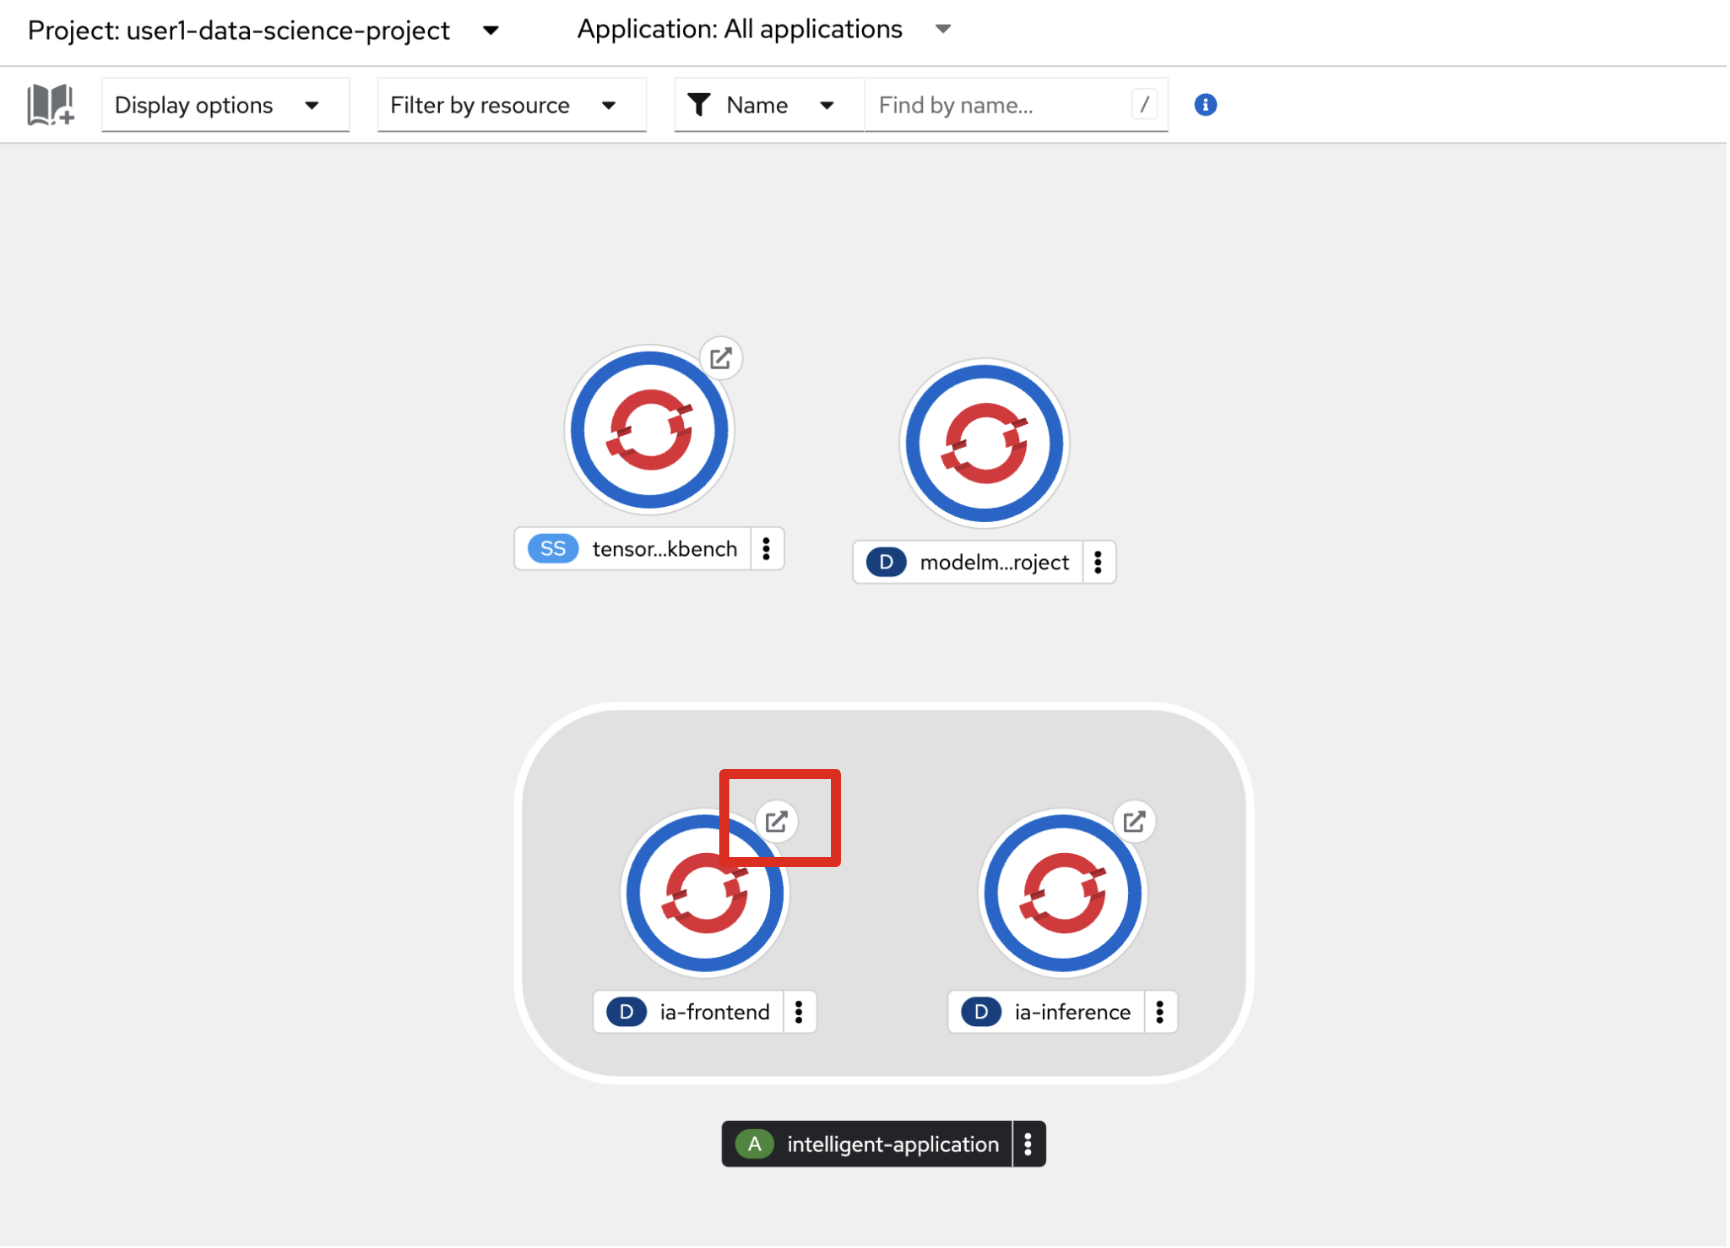 Project: user1-data-science-project Application: All applications
Display options Filter by resource Name Find by name... / i
SS tensor...kbench
D modelm...roject
D ia-frontend D ia-inference
A intelligent-application